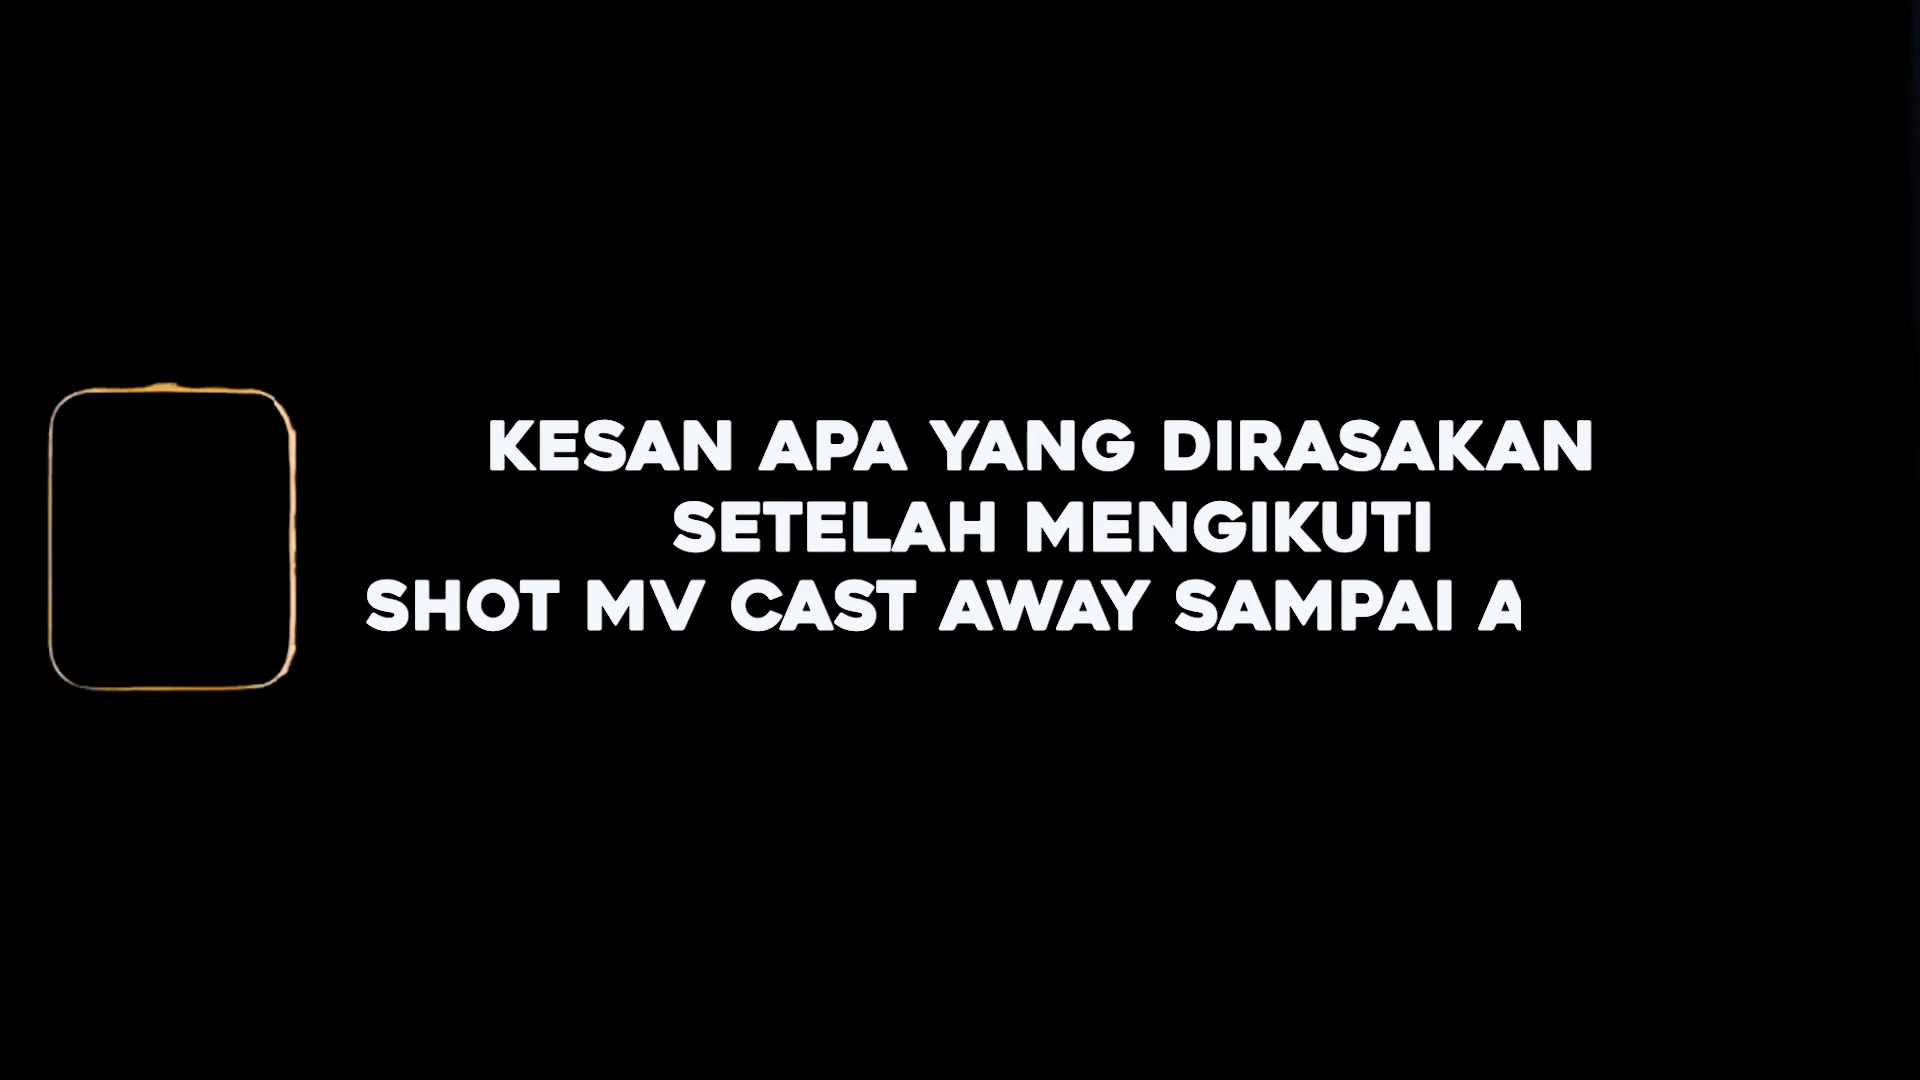 KESAN APA YANG DIRASAKAN
SETELAH MENGIKUTI
SHOT MV CAST AWAY SAMPAI A